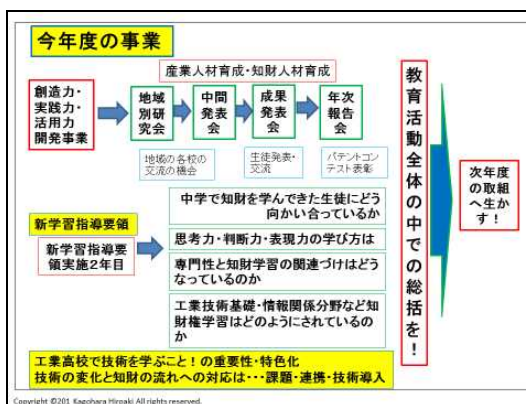 今年度の事業
産業人材育成・知財人材育成
創造力・
実践力・
活用力
開発事業
地域
別研
究会
中間
発表
会
成果
発表
会
年次
報告
会
地域の各校の
交流の機会
生徒発表・
交流
パテントコン
テスト表彰
新学習指導要領
新学習指導要
領実施2年目
中学で知財を学んできた生徒にどう
向かい合っているか
思考力・判断力・表現力の学び方は
専門性と知財学習の関連づけはどう
なっているのか
工業技術基礎・情報関係分野など知
財権学習はどのようにされているの
か
教育活動全体の中での総括を!
次年度
の取組
へ生か
す!
工業高校で技術を学ぶこと!の重要性・特色化
技術の変化と知財の流れへの対応は・・・課題・連携・技術導入
Copyright ©201 Kagohara Hiroaki All rights reserved.